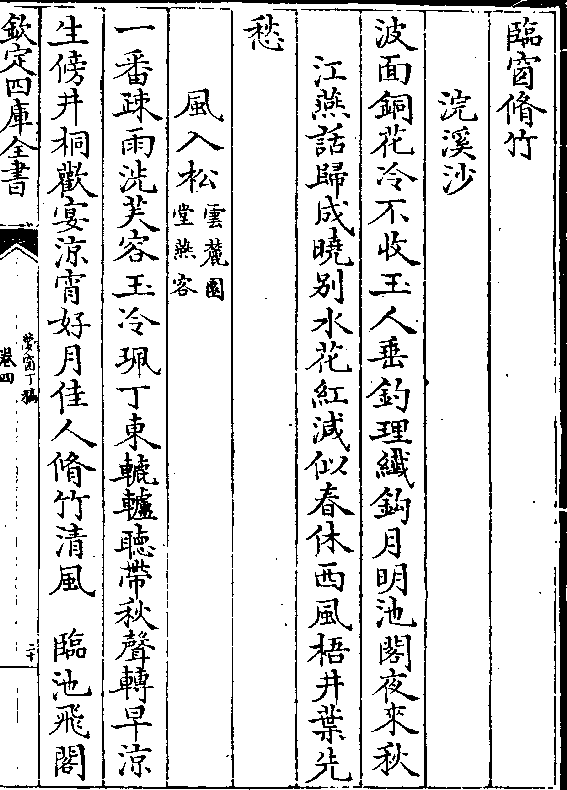 臨窗脩竹
浣溪沙
波面銅花冷不收玉人垂釣理纖鈎月明池閣夜來秋
江燕話歸成曉别水花紅減似春休西風梧井葉先
愁
風入松雲麓園堂燕客
一番疎雨洗芙容玉冷珮丁東轆轤聴帶秋聲轉早涼
生傍井桐歡宴涼宵好月佳人脩竹清風　臨池飛閣
欽定四庫全書
夢窗丁稿
卷四
二十